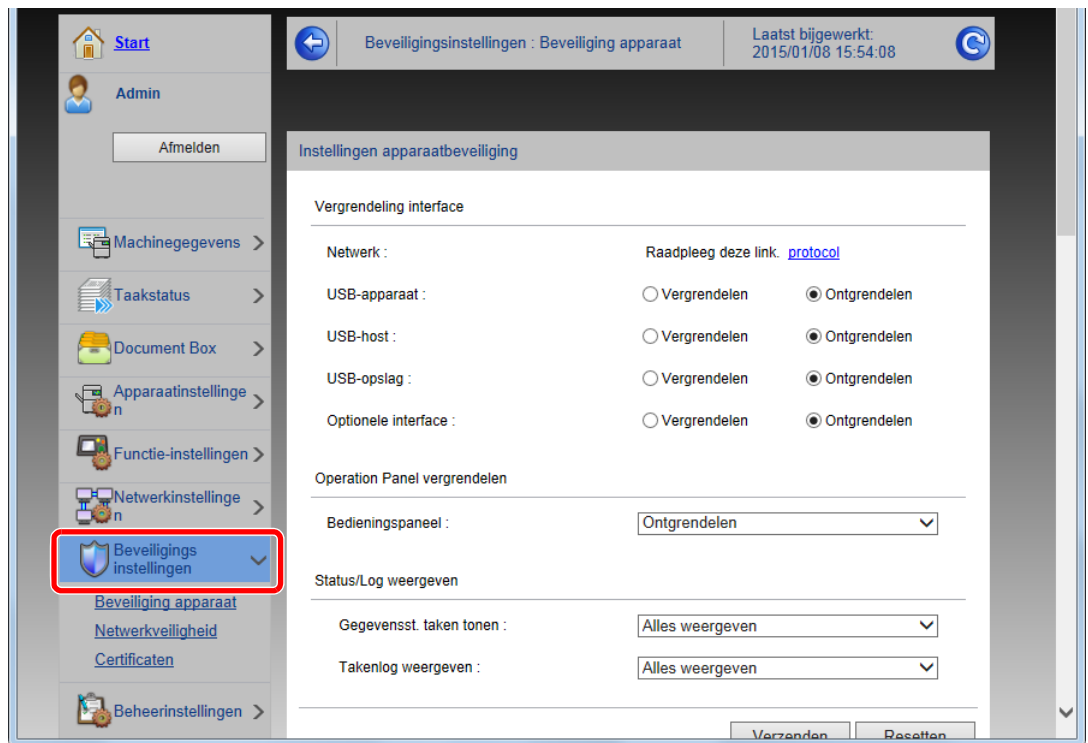 Start
Admin
Afmelden
Machinegegevens
Taakstatus
Document Box
Apparaatinstellinge
n
Functie-instellingen
Netwerkinstellinge
n
Beveiligings
instellingen
Beveiliging apparaat
Netwerkveiligheid
Certificaten
Beheerinstellingen
Beveiligingsinstellingen : Beveiliging apparaat
Laatst bijgewerkt:
2015/01/08 15:54:08
Instellingen apparaatbeveiliging
Vergrendeling interface
Netwerk : Raadpleeg deze link. protocol
USB-apparaat : Vergrendelen Ontgrendelen
USB-host : Vergrendelen Ontgrendelen
USB-opslag : Vergrendelen Ontgrendelen
Optionele interface : Vergrendelen Ontgrendelen
Operation Panel vergrendelen
Bedieningspaneel : Ontgrendelen
Status/Log weergeven
Gegevensst. taken tonen : Alles weergeven
Takenlog weergeven : Alles weergeven
Verzenden Resetten